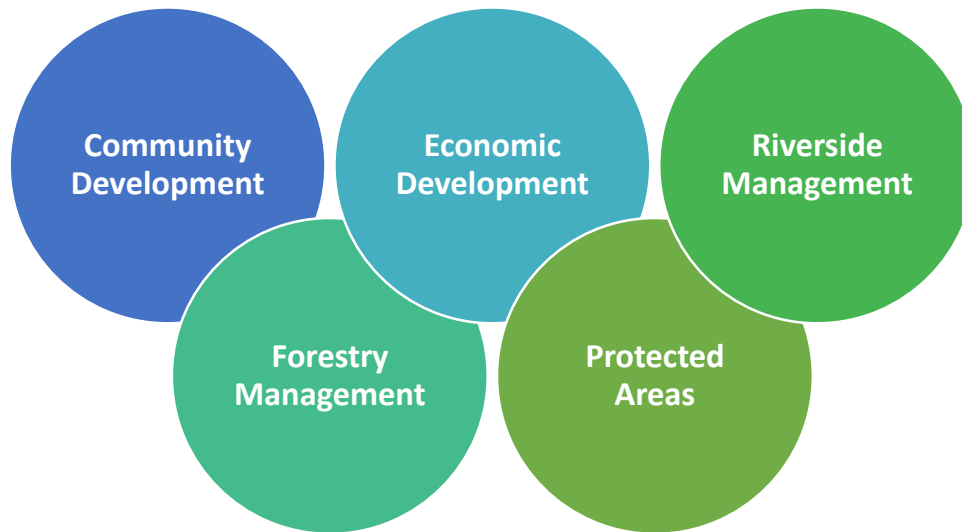 Community
Development
Economic
Development
Riverside
Management
Forestry
Management
Protected
Areas